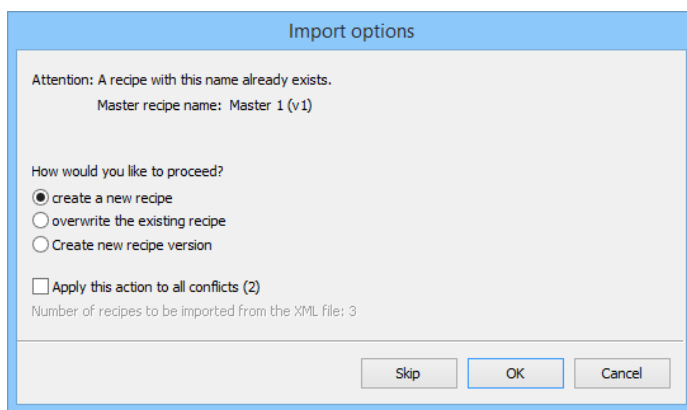 Import options
Attention: A recipe with this name already exists.
Master recipe name: Master 1 (v1)
How would you like to proceed?
create a new recipe
overwrite the existing recipe
Create new recipe version
Apply this action to all conflicts (2)
Number of recipes to be imported from the XML file: 3
Skip OK Cancel